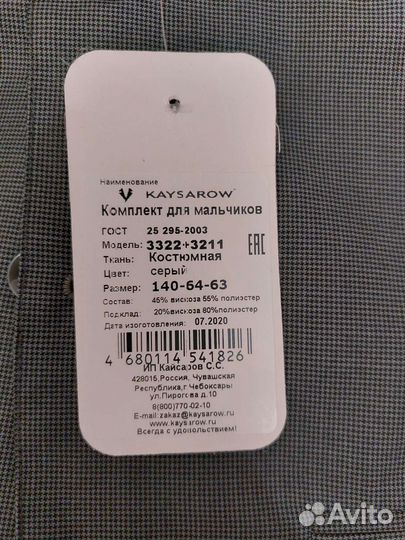 Наименование
KAYSAROW
Комплект для мальчиков
ГОСТ 25 295-2003
Модель: 3322+3211
Ткань: Костюмная
Цвет: серый
Размер: 140-64-63
Состав: 45% вискоза 55% полиэстер
Подклад: 20%вискоза 80%полиэстер
Дата изготовления: 07.2020
EAC
4 680114 541826
ИП Кайсаров С.С.
428015,Россия, Чувашская
Республика,г Чебоксары
ул.Пирогова д.10
8(800)770-02-10
E-mail:zakaz@kaysarow.ru
www.kaysarow.ru
Всегда с удовольствием!
Avito